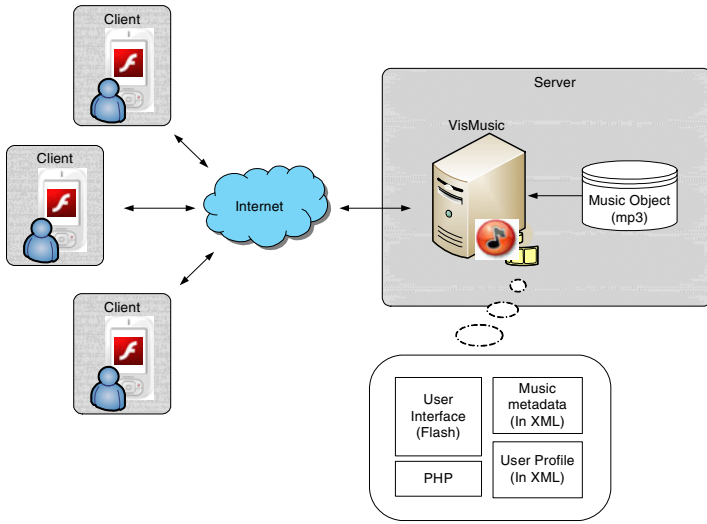 Client
Client
Client
Internet
Server
VisMusic
Music Object
(mp3)
User
Interface
(Flash)
PHP
Music
metadata
(In XML)
User Profile
(In XML)